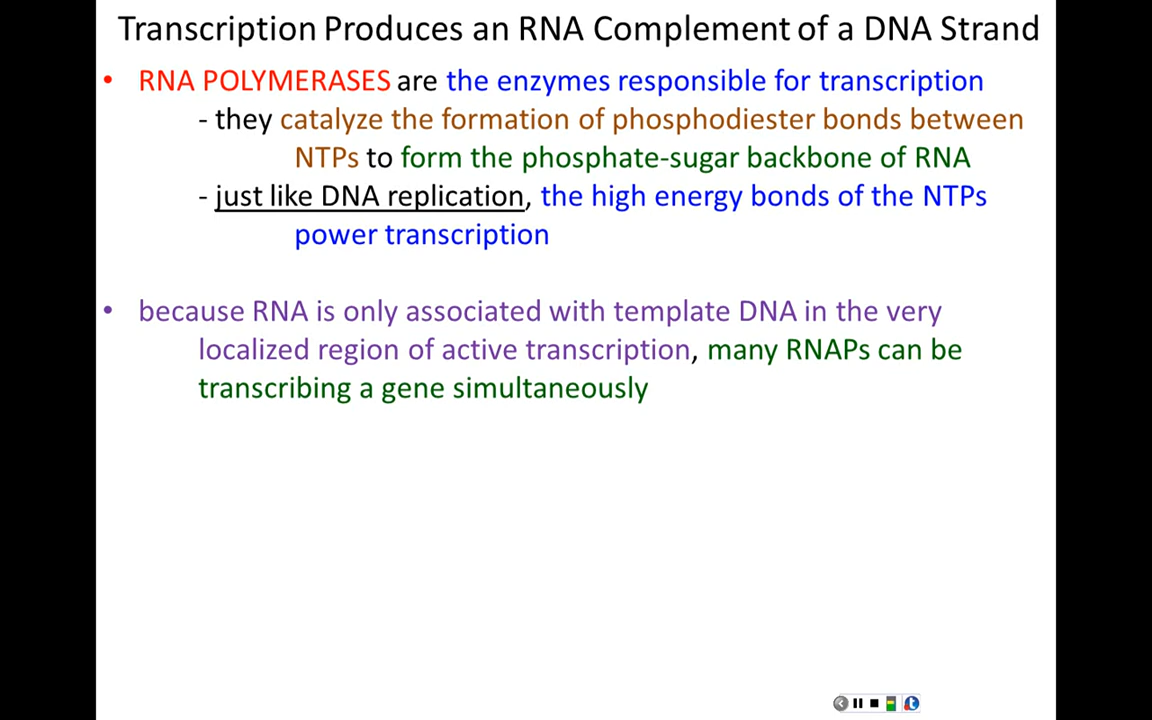 Transcription Produces an RNA Complement of a DNA Strand
• RNA POLYMERASES are the enzymes responsible for transcription
- they catalyze the formation of phosphodiester bonds between
NTPs to form the phosphate-sugar backbone of RNA
- just like DNA replication, the high energy bonds of the NTPs
power transcription
• because RNA is only associated with template DNA in the very
localized region of active transcription, many RNAPs can be
transcribing a gene simultaneously